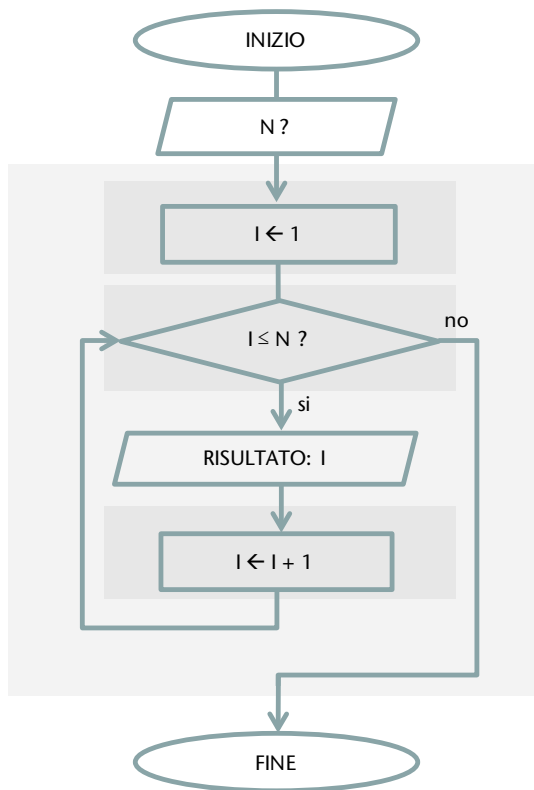 INIZIO
N ?
I ← 1
I ≤ N ?
no
si
RISULTATO: I
I ← I + 1
FINE